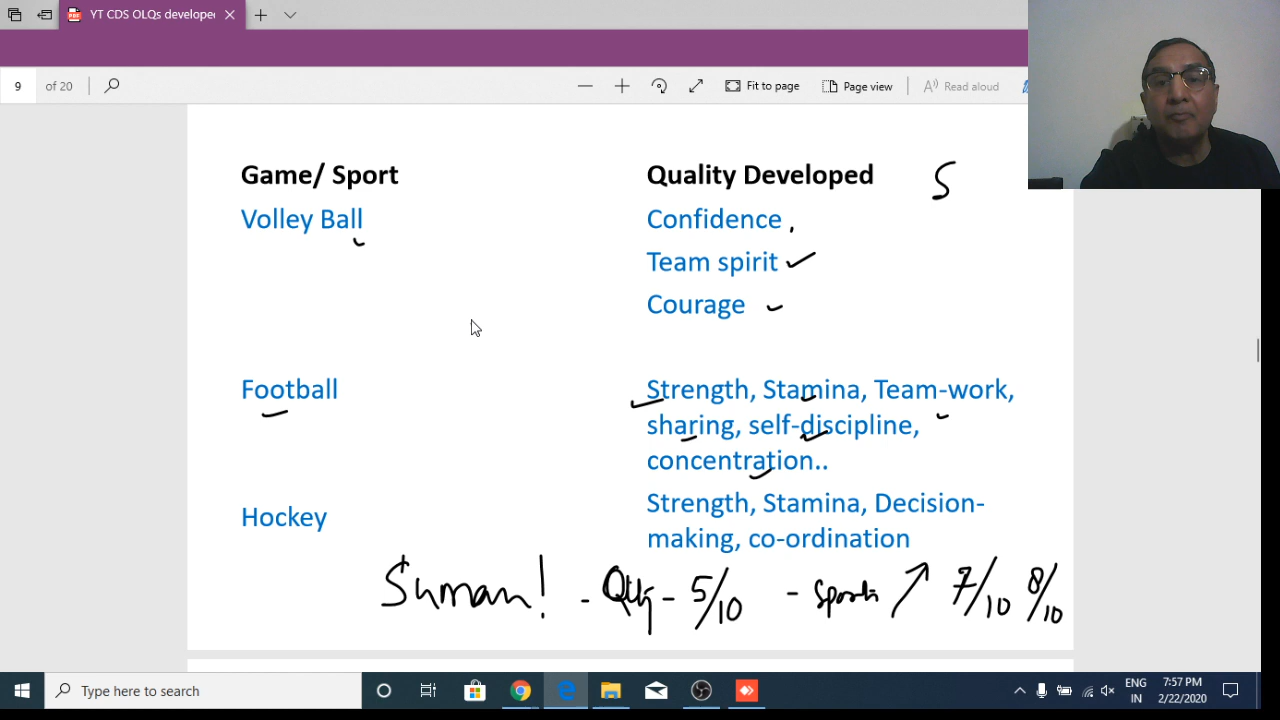 YT CDS OLQs develope
9 of 20 Fit to page Page view Read aloud
Game/ Sport Quality Developed S
Volley Ball Confidence
Team spirit
Courage
Football Strength, Stamina, Team-work,
sharing, self-discipline,
concentration..
Hockey Strength, Stamina, Decision-
making, co-ordination
Suman! - - 5/10 - Sports 7/10 8/10
Type here to search ENG 7:57 PM
IN 2/22/2020